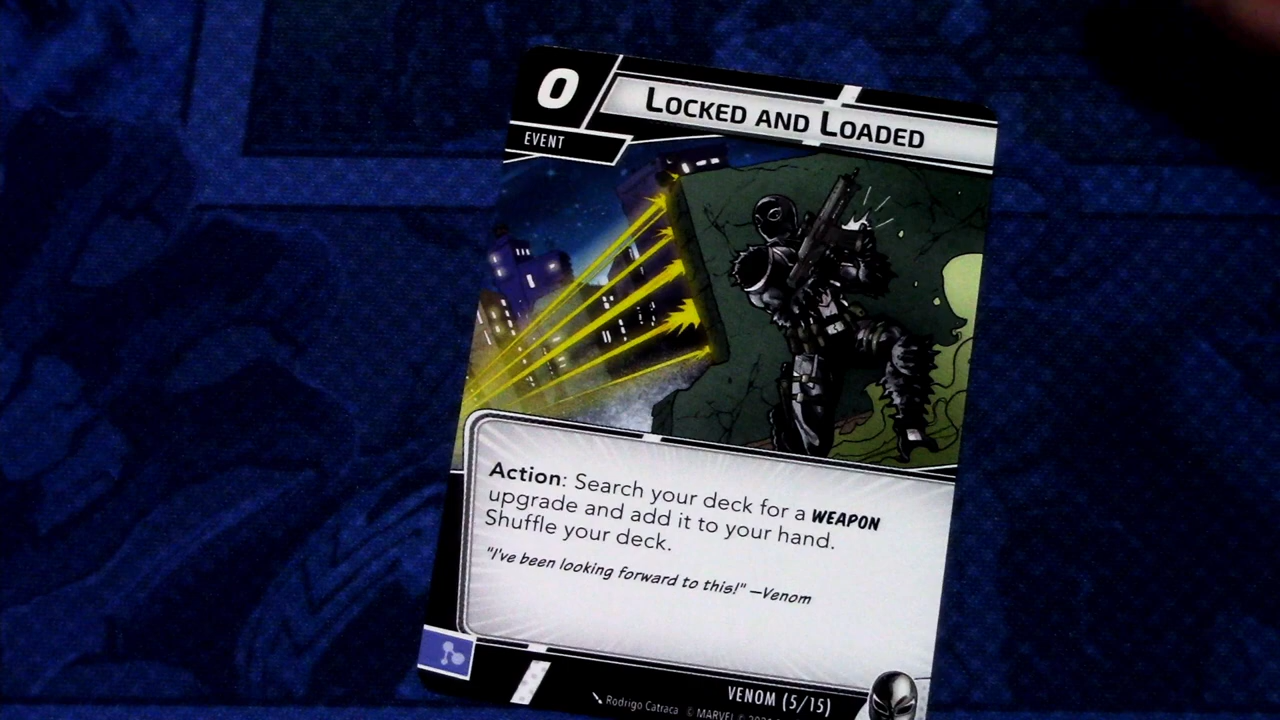 0
LOCKED AND LOADED
EVENT
Action: Search your deck for a WEAPON
upgrade and add it to your hand.
Shuffle your deck.
"I've been looking forward to this!" —Venom
VENOM (5/15)
Rodrigo Catraca © MARVEL ©